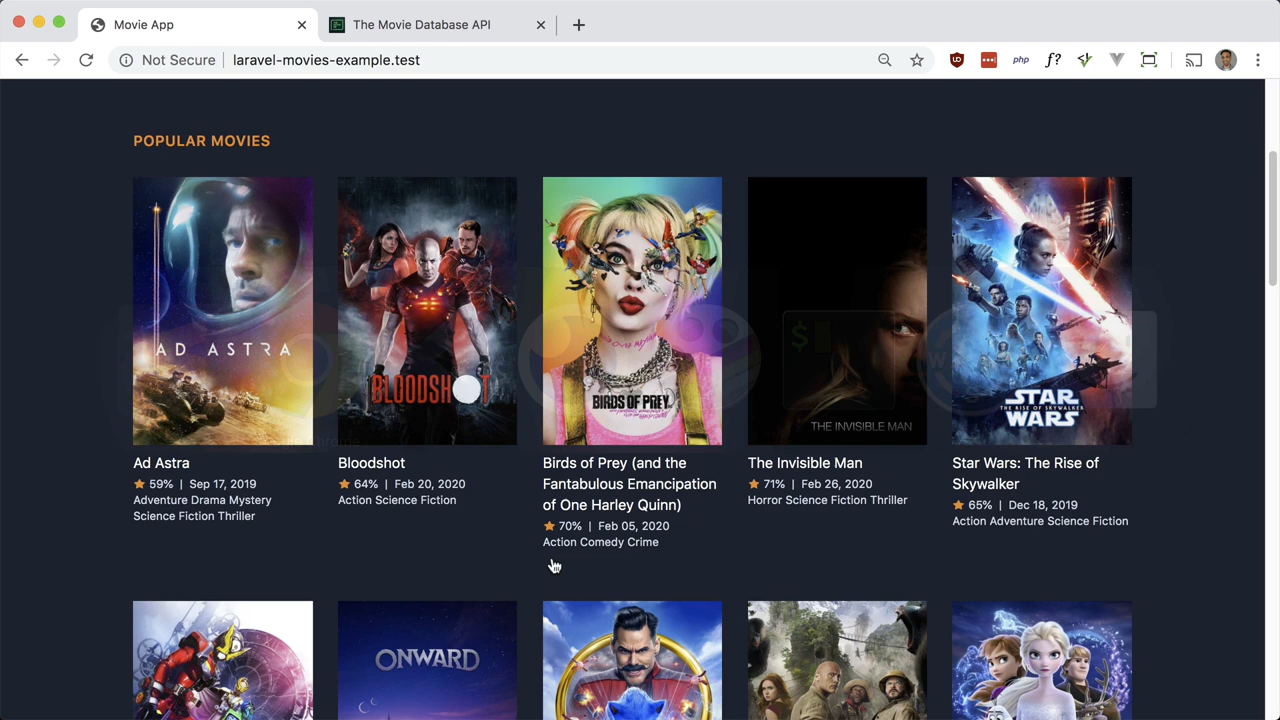 Movie App
The Movie Database API
Not Secure
laravel-movies-example.test
php
f?
POPULAR MOVIES
AD ASTRA
BLOODSHOT
BIRDS OF PREY
$
THE INVISIBLE MAN
STAR
THE RISE OF SKYWALKER
WARS
Ad Astra
59% | Sep 17, 2019
Adventure Drama Mystery
Science Fiction Thriller
Bloodshot
64% | Feb 20, 2020
Action Science Fiction
Birds of Prey (and the
Fantabulous Emancipation
of One Harley Quinn)
70% | Feb 05, 2020
Action Comedy Crime
The Invisible Man
71% | Feb 26, 2020
Horror Science Fiction Thriller
Star Wars: The Rise of
Skywalker
65% | Dec 18, 2019
Action Adventure Science Fiction
ONWARD